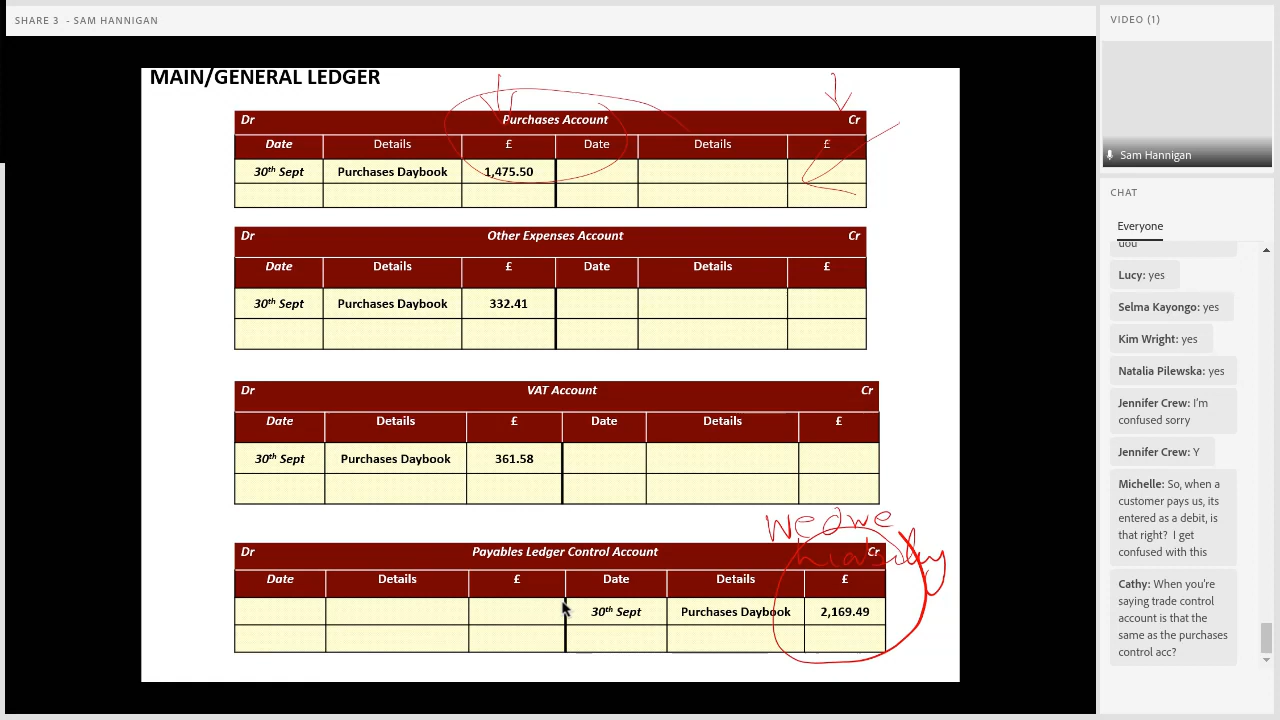 SHARE 3 - SAM HANNIGAN
MAIN/GENERAL LEDGER
Dr Purchases Account Cr
Date Details £ Date Details £
30th Sept Purchases Daybook 1,475.50
Dr Other Expenses Account Cr
Date Details £ Date Details £
30th Sept Purchases Daybook 332.41
Dr VAT Account Cr
Date Details £ Date Details £
30th Sept Purchases Daybook 361.58
We owe
Dr Payables Ledger Control Account Cr
Date Details £ Date Details £
30th Sept Purchases Daybook 2,169.49
VIDEO (1)
Sam Hannigan
CHAT
Everyone
Lucy: yes
Selma Kayongo: yes
Kim Wright: yes
Natalia Pilewska: yes
Jennifer Crew: I'm
confused sorry
Jennifer Crew: Y
Michelle: So, when a
customer pays us, its
entered as a debit, is
that right? I get
confused with this
Cathy: When you're
saying trade control
account is that the
same as the purchases
control acc?